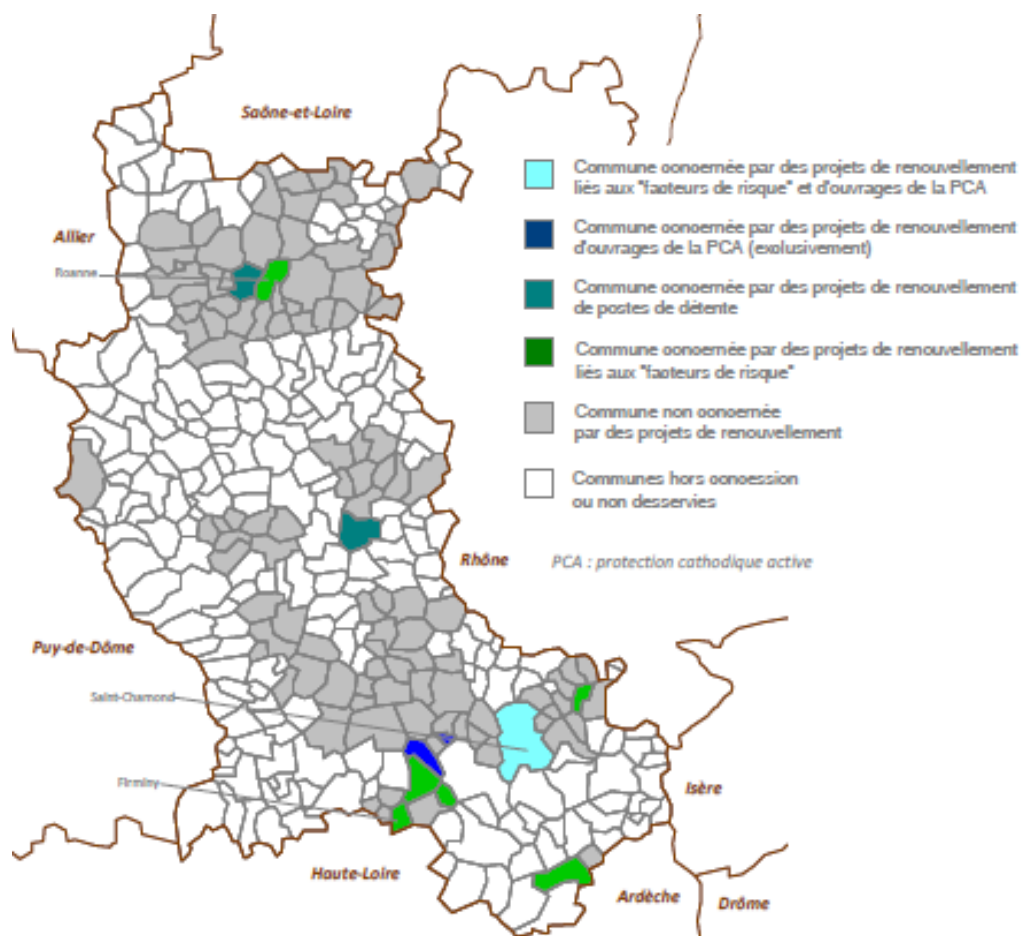 Saône-et-Loire
Commune concernée par des projets de renouvellement
liés aux "facteurs de risque" et d'ouvrages de la PCA
Allier
Commune concernée par des projets de renouvellement
d'ouvrages de la PCA (exclusivement)
Roanne
Commune concernée par des projets de renouvellement
de postes de détente
Commune concernée par des projets de renouvellement
liés aux "facteurs de risque"
Commune non concernée
par des projets de renouvellement
Communes hors concession
ou non desservies
Rhône
PCA : protection cathodique active
Puy-de-Dôme
Saint-Chamond
Firminy
Isère
Haute-Loire
Ardèche
Drôme